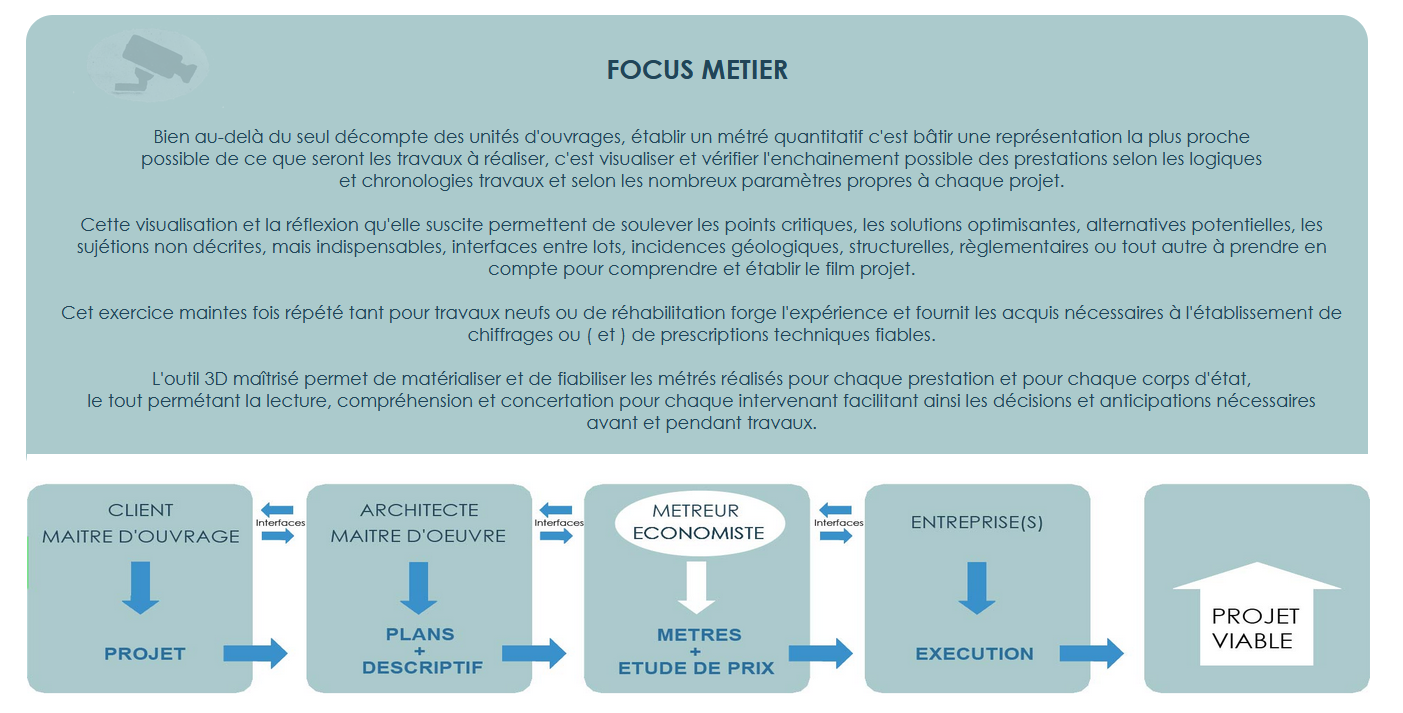 FOCUS METIER
Bien au-delà du seul décompte des unités d'ouvrages, établir un métré quantitatif c'est bâtir une représentation la plus proche
possible de ce que seront les travaux à réaliser, c'est visualiser et vérifier l'enchainement possible des prestations selon les logiques
et chronologies travaux et selon les nombreux paramètres propres à chaque projet.
Cette visualisation et la réflexion qu'elle suscite permettent de soulever les points critiques, les solutions optimisantes, alternatives potentielles, les
sujétions non décrites, mais indispensables, interfaces entre lots, incidences géologiques, structurelles, règlementaires ou tout autre à prendre en
compte pour comprendre et établir le film projet.
Cet exercice maintes fois répété tant pour travaux neufs ou de réhabilitation forge l'expérience et fournit les acquis nécessaires à l'établissement de
chiffrages ou ( et ) de prescriptions techniques fiables.
L'outil 3D maîtrisé permet de matérialiser et de fiabiliser les métrés réalisés pour chaque prestation et pour chaque corps d'état,
le tout permétant la lecture, compréhension et concertation pour chaque intervenant facilitant ainsi les décisions et anticipations nécessaires
avant et pendant travaux.
CLIENT
MAITRE D'OUVRAGE
PROJET
Interfaces
ARCHITECTE
MAITRE D'OEUVRE
PLANS
+
DESCRIPTIF
Interfaces
METREUR
ECONOMISTE
METRES
+
ETUDE DE PRIX
Interfaces
ENTREPRISE(S)
EXECUTION
PROJET
VIABLE